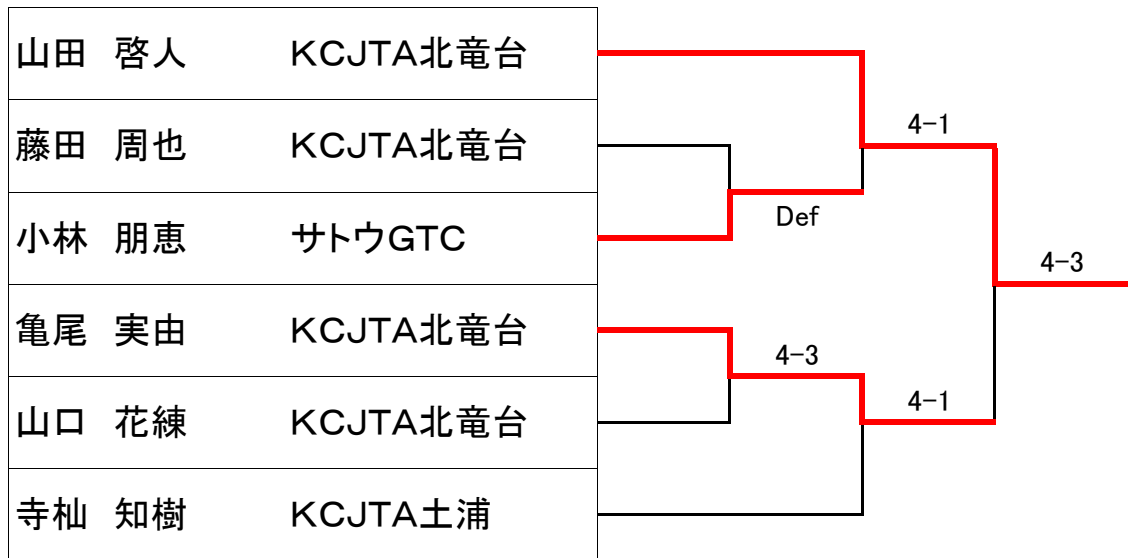 山田　啓人　KCJTA北竜台
藤田　周也　KCJTA北竜台
小林　朋恵　サトウGTC
亀尾　実由　KCJTA北竜台
山口　花練　KCJTA北竜台
寺杣　知樹　KCJTA土浦
4-1
Def
4-3
4-3
4-1